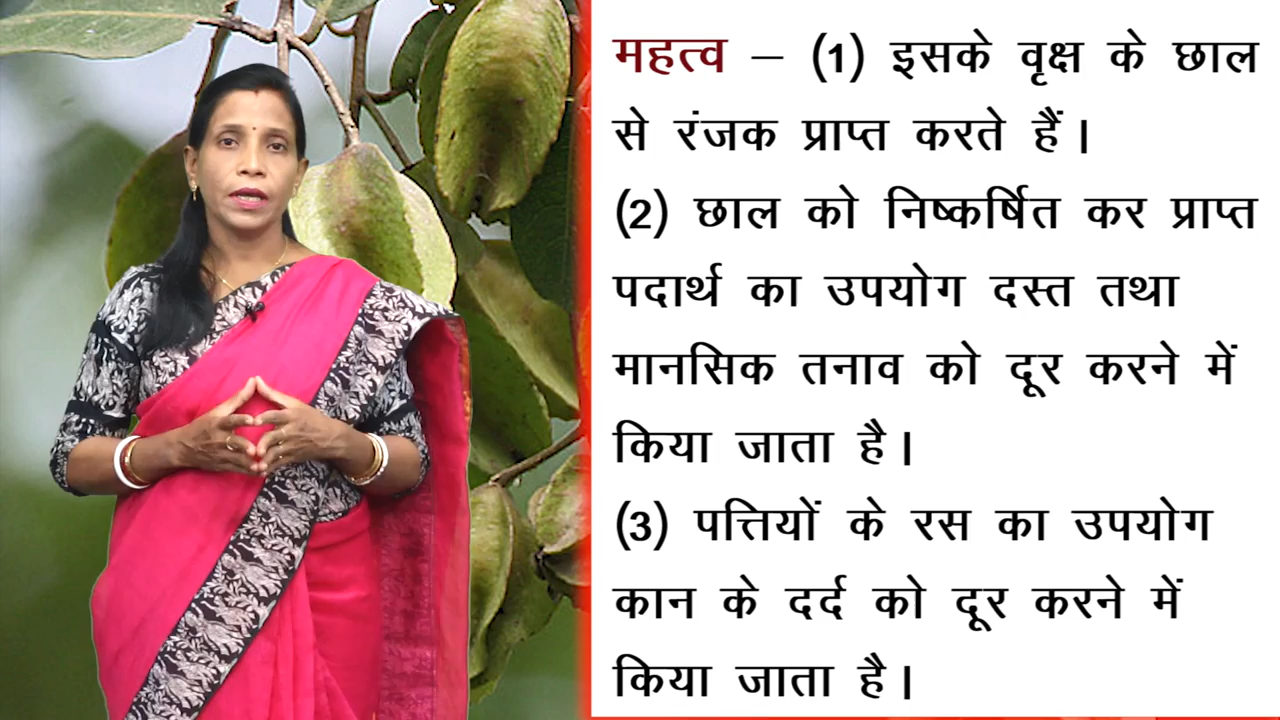 महत्व – (1) इसके वृक्ष के छाल
से रंजक प्राप्त करते हैं।
(2) छाल को निष्कर्षित कर प्राप्त
पदार्थ का उपयोग दस्त तथा
मानसिक तनाव को दूर करने में
किया जाता है।
(3) पत्तियों के रस का उपयोग
कान के दर्द को दूर करने में
किया जाता है।